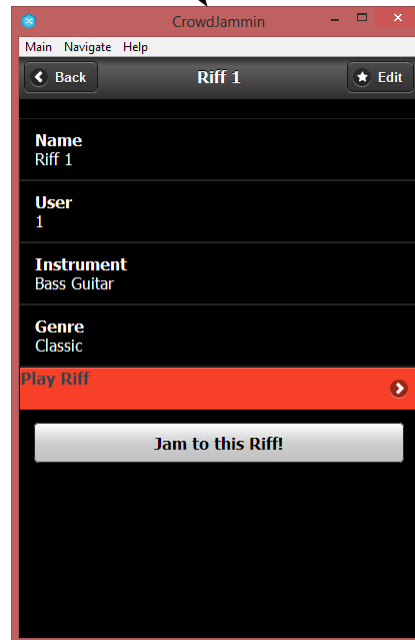 CrowdJammin
Main Navigate Help
Back Riff 1 Edit
Name
Riff 1
User
1
Instrument
Bass Guitar
Genre
Classic
Play Riff
Jam to this Riff!